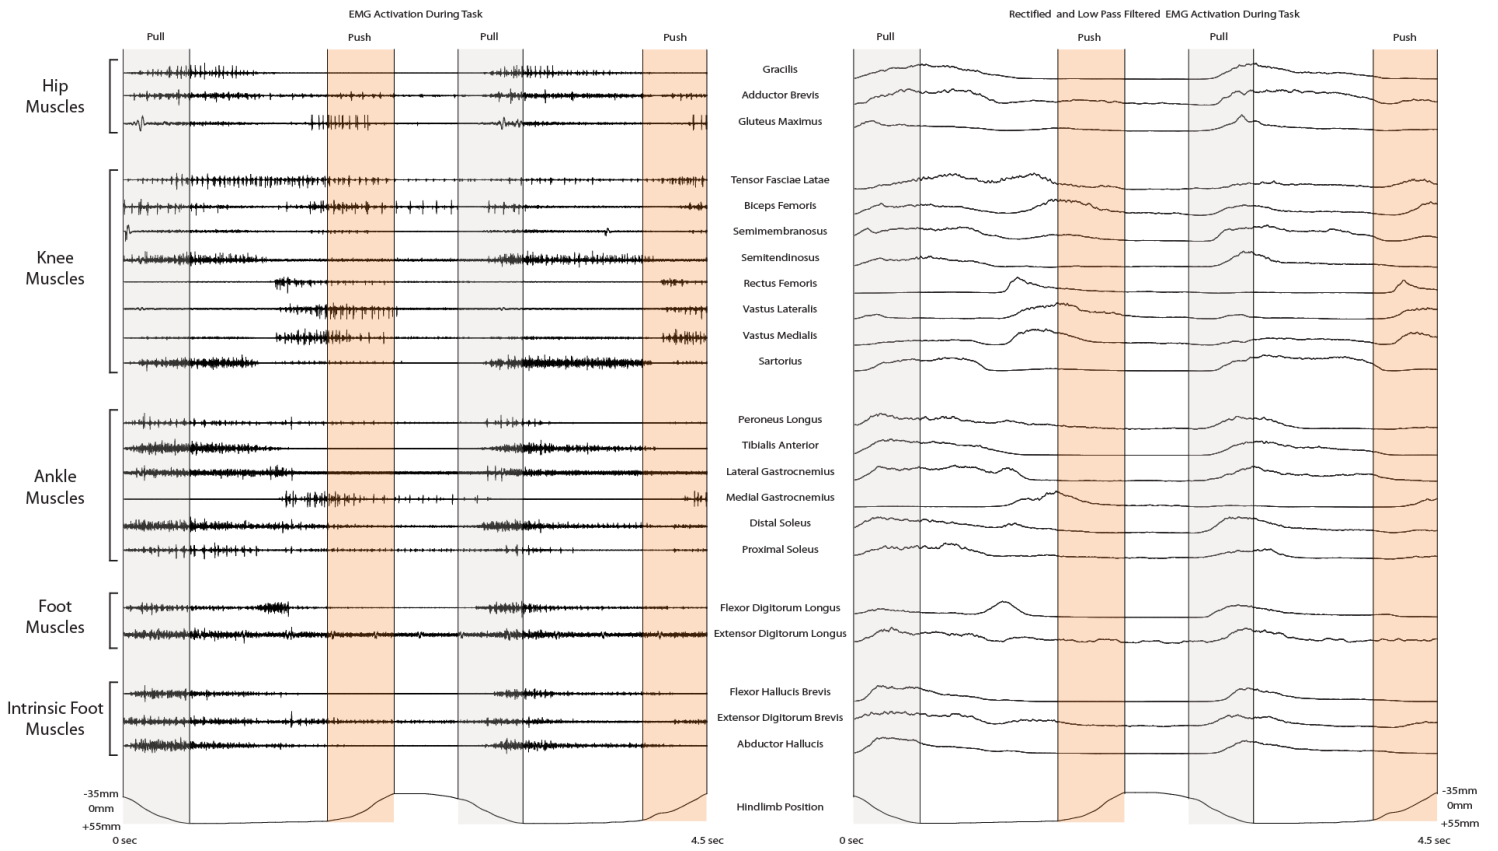 EMG Activation During Task
Rectified and Low Pass Filtered EMG Activation During Task
Pull
Push
Pull
Push
Pull
Push
Pull
Push
Hip
Muscles
Gracilis
Adductor Brevis
Gluteus Maximus
Knee
Muscles
Tensor Fasciae Latae
Biceps Femoris
Semimembranosus
Semitendinosus
Rectus Femoris
Vastus Lateralis
Vastus Medialis
Sartorius
Ankle
Muscles
Peroneus Longus
Tibialis Anterior
Lateral Gastrocnemius
Medial Gastrocnemius
Distal Soleus
Proximal Soleus
Foot
Muscles
Flexor Digitorum Longus
Extensor Digitorum Longus
Intrinsic Foot
Muscles
Flexor Hallucis Brevis
Extensor Digitorum Brevis
Abductor Hallucis
-35mm
0mm
+55mm
Hindlimb Position
-35mm
0mm
+55mm
0 sec
4.5 sec
0 sec
4.5 sec